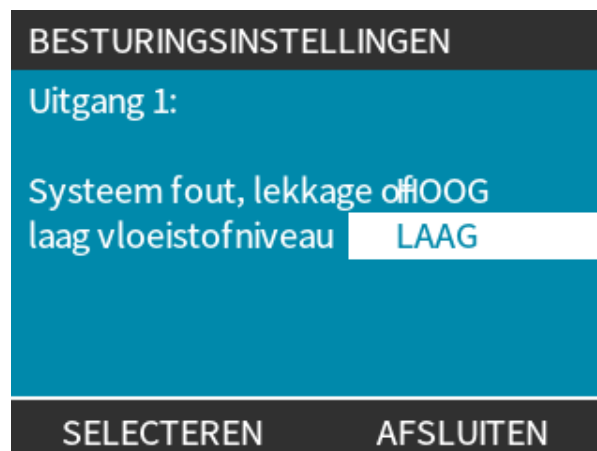 BESTURINGSINSTELLINGEN
Uitgang 1:
Systeem fout, lekkage of HOOG
laag vloeistofniveau LAAG
SELECTEREN AFSLUITEN